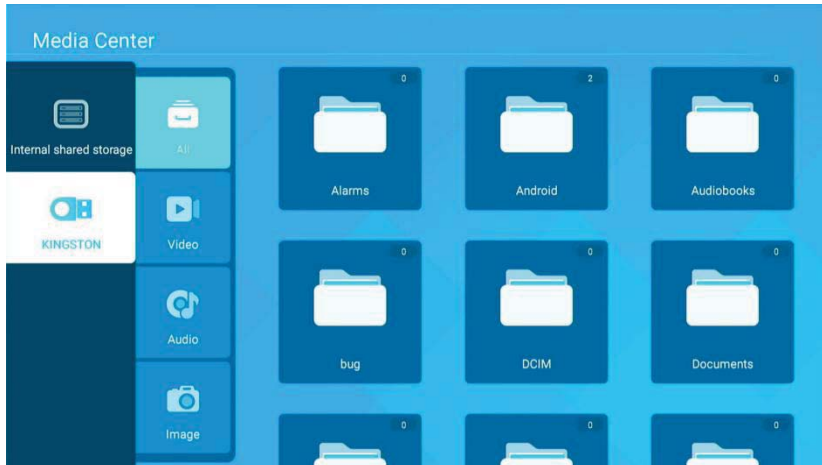 Media Center
Internal shared storage
KINGSTON
All
Video
Audio
Image
0
Alarms
2
Android
0
Audiobooks
0
bug
0
DCIM
0
Documents
0
0
0